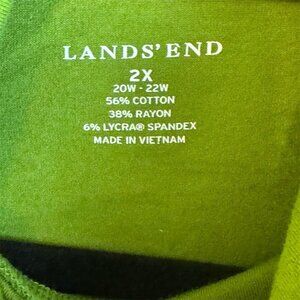 LANDS' END
2X
20W - 22W
56% COTTON
38% RAYON
6% LYCRA® SPANDEX
MADE IN VIETNAM